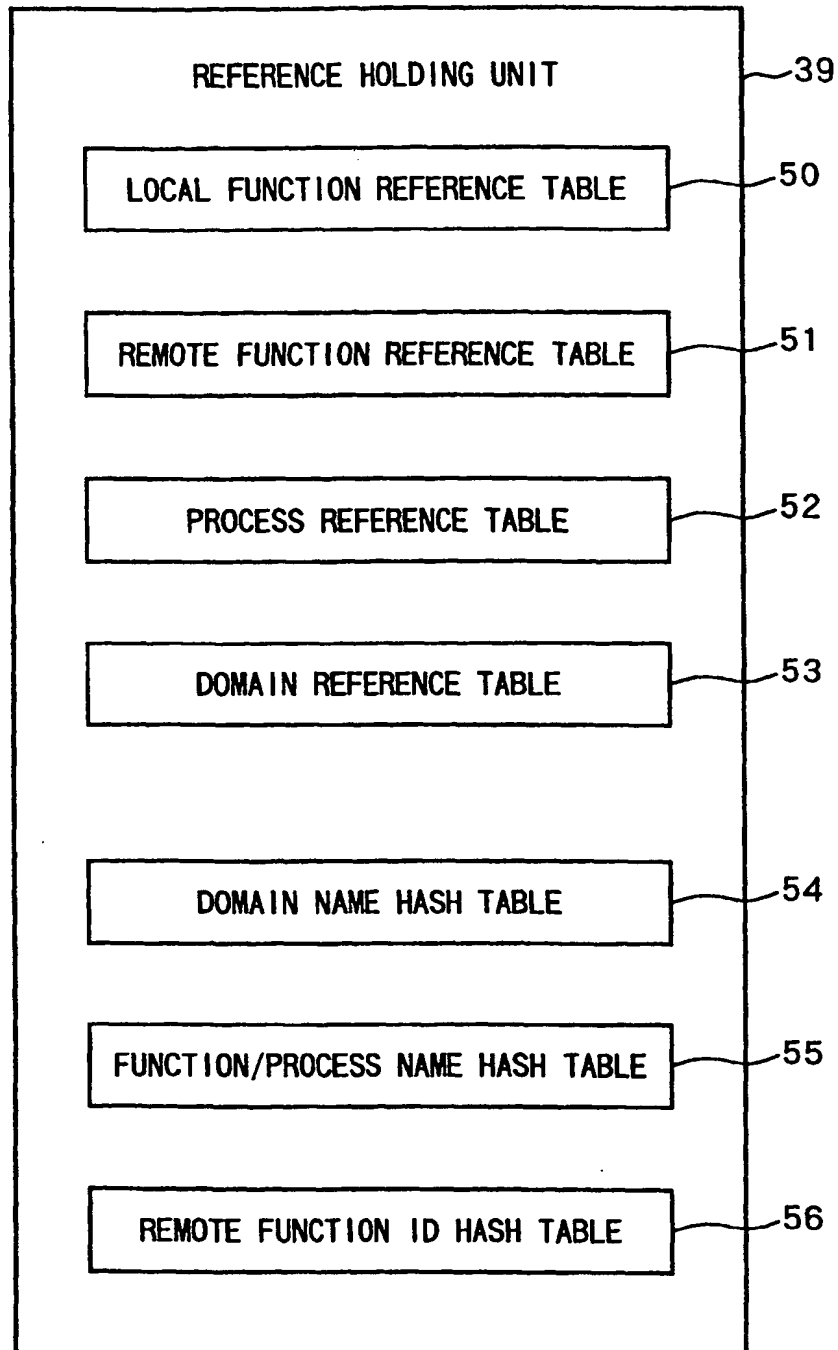 REFERENCE HOLDING UNIT 39
LOCAL FUNCTION REFERENCE TABLE 50
REMOTE FUNCTION REFERENCE TABLE 51
PROCESS REFERENCE TABLE 52
DOMAIN REFERENCE TABLE 53
DOMAIN NAME HASH TABLE 54
FUNCTION/PROCESS NAME HASH TABLE 55
REMOTE FUNCTION ID HASH TABLE 56